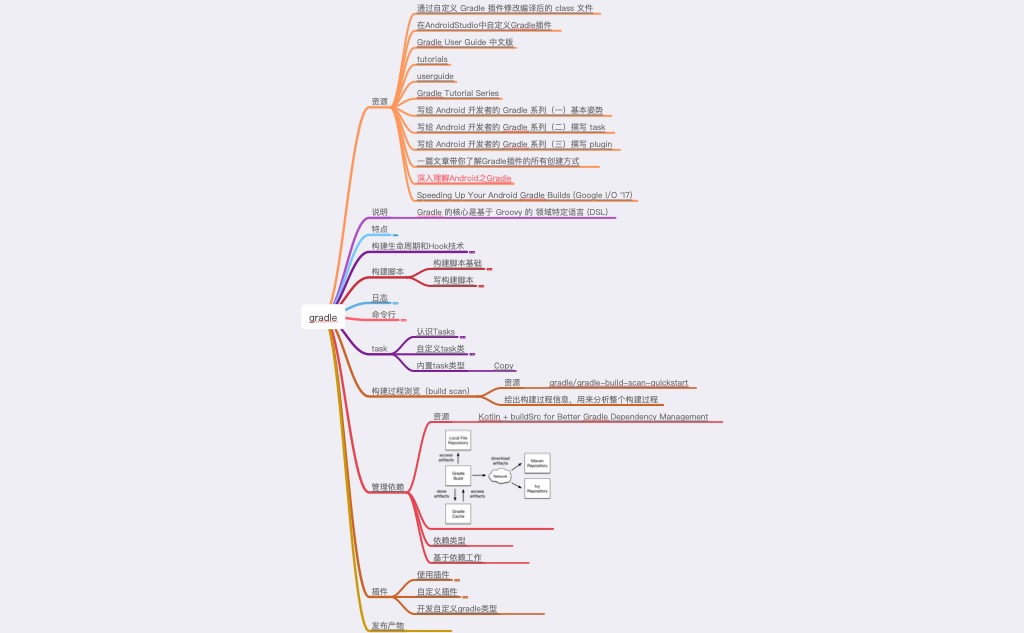 通过自定义 Gradle 插件修改编译后的 class 文件
在AndroidStudio中自定义Gradle插件
Gradle User Guide 中文版
tutorials
userguide
Gradle Tutorial Series
资源
写给 Android 开发者的 Gradle 系列（一）基本姿势
写给 Android 开发者的 Gradle 系列（二）撰写 task
写给 Android 开发者的 Gradle 系列（三）撰写 plugin
一篇文章带你了解Gradle插件的所有创建方式
深入理解Android之Gradle
Speeding Up Your Android Gradle Builds (Google I/O '17)
说明
Gradle 的核心是基于 Groovy 的 领域特定语言 (DSL)
特点
构建生命周期和Hook技术
构建脚本
构建脚本基础
写构建脚本
日志
gradle
命令行
task
认识Tasks
自定义task类
内置task类型
Copy
构建过程浏览（build scan）
资源
gradle/gradle-build-scan-quickstart
给出构建过程信息，用来分析整个构建过程
资源
Kotlin + buildSrc for Better Gradle Dependency Management
Local File
Repository
access
artifacts
download
artifacts
Maven
Repository
Gradle
Build
Network
管理依赖
store
artifacts
access
artifacts
Ivy
Repository
Gradle
Cache
依赖类型
基于依赖工作
插件
使用插件
自定义插件
开发自定义gradle类型
发布产物